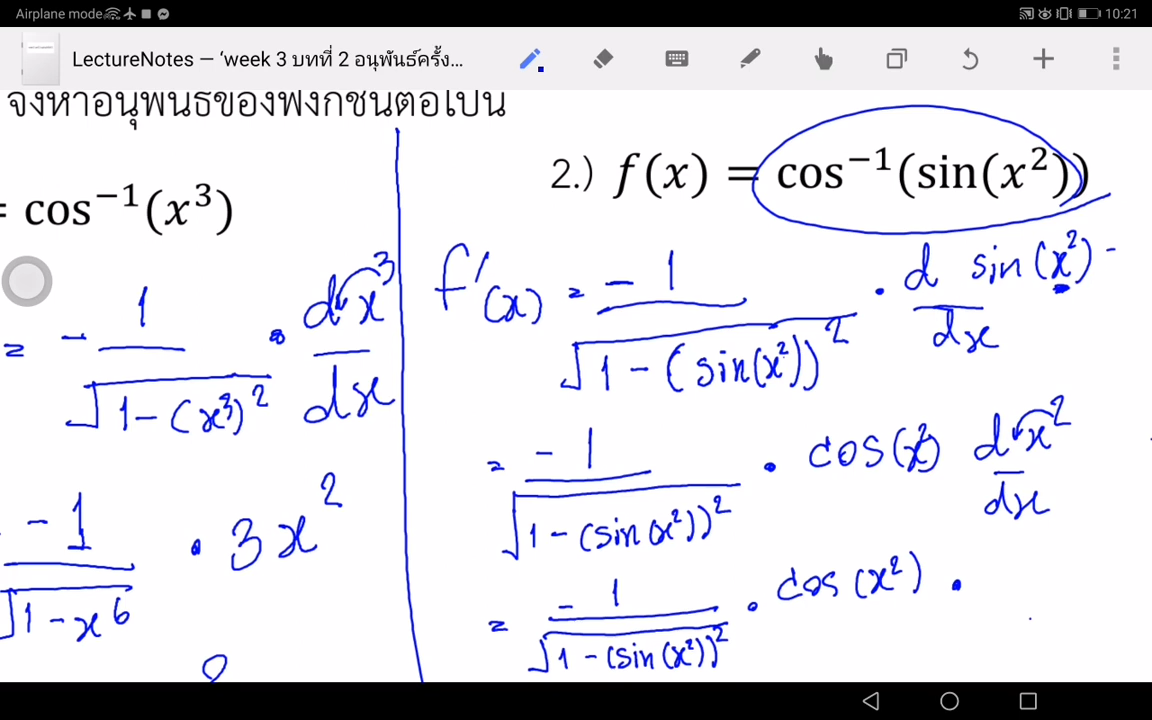 Airplane mode 10:21
LectureNotes – ‘week 3 บทที่ 2 อนุพันธ์ครั้ง...
จงหาอนุพันธ์ของฟังก์ชันต่อไปน
= cos⁻¹(x³)
= -1/√(1-(x³)²) · dx³/dx
-1/√(1-x⁶) · 3x²
2.) f(x) = cos⁻¹(sin(x²))
f'(x) = -1/√(1-(sin(x²))²) · d sin(x²)/dx -
= -1/√(1-(sin(x²))²) · cos(x²) dx²/dx
= -1/√(1-(sin(x²))²) · cos(x²) ·